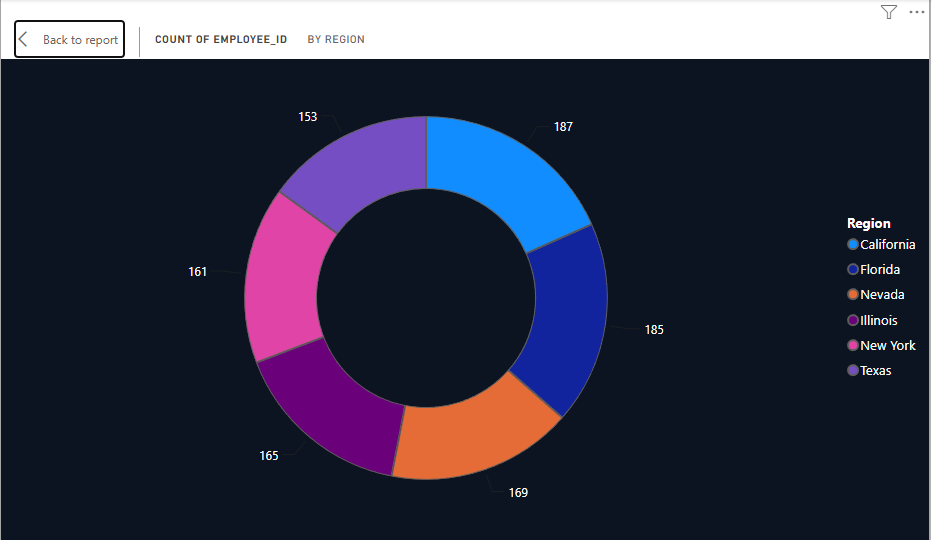 Back to report
COUNT OF EMPLOYEE_ID BY REGION
153
187
161
185
165
169
Region
California
Florida
Nevada
Illinois
New York
Texas